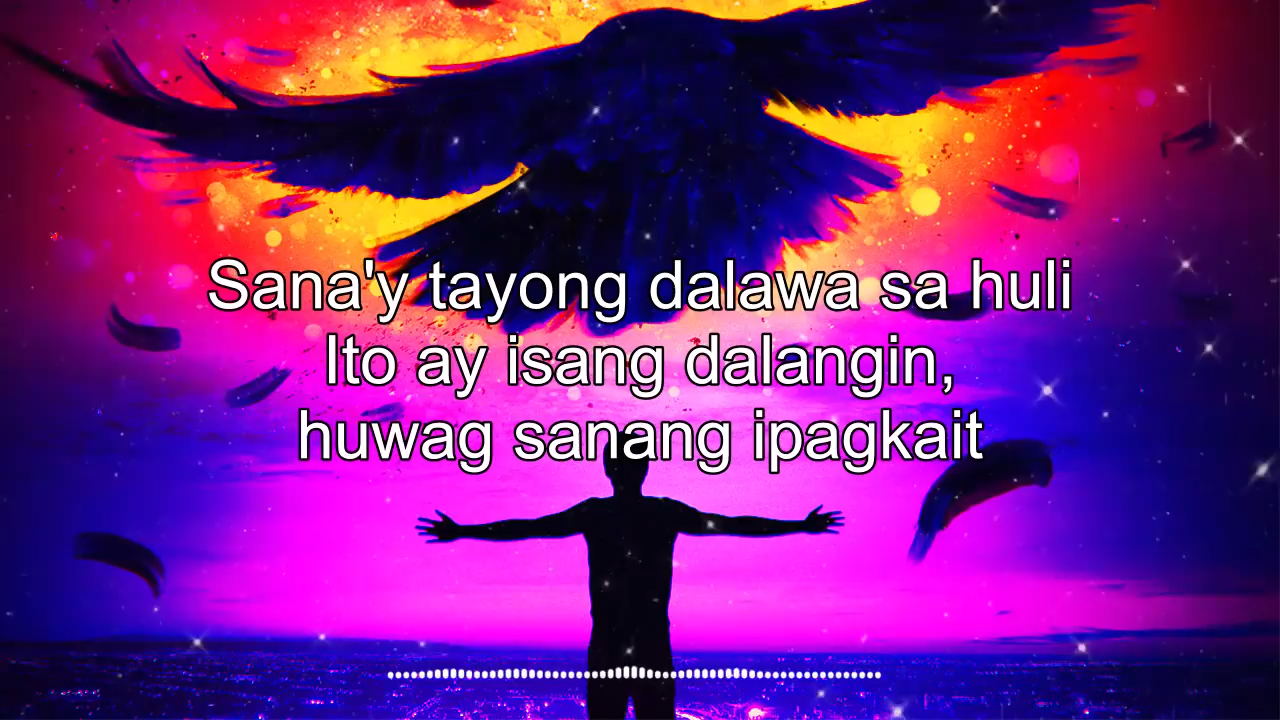 Sana'y tayong dalawa sa huli
Ito ay isang dalangin,
huwag sanang ipagkait